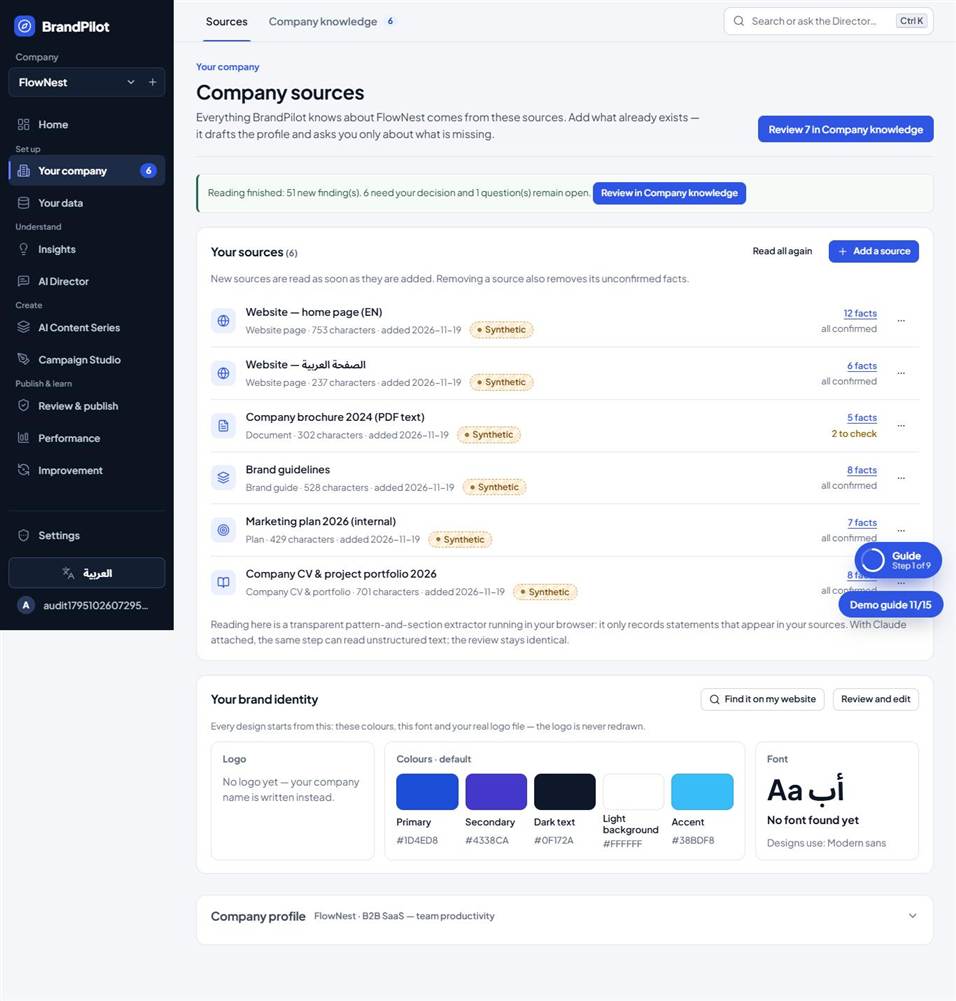 BrandPilot
Company
FlowNest
Home
Set up
Your company 6
Your data
Understand
Insights
AI Director
Create
AI Content Series
Campaign Studio
Publish & learn
Review & publish
Performance
Improvement
Settings
العربية
A audit1795102607295...
Sources Company knowledge 6
Search or ask the Director... Ctrl K
Your company
Company sources
Everything BrandPilot knows about FlowNest comes from these sources. Add what already exists —
it drafts the profile and asks you only about what is missing.
Review 7 in Company knowledge
Reading finished: 51 new finding(s). 6 need your decision and 1 question(s) remain open. Review in Company knowledge
Your sources (6)
Read all again
+ Add a source
New sources are read as soon as they are added. Removing a source also removes its unconfirmed facts.
Website — home page (EN)
Website page · 753 characters · added 2026-11-19 Synthetic
12 facts
all confirmed
Website — الصفحة العربية
Website page · 237 characters · added 2026-11-19 Synthetic
6 facts
all confirmed
Company brochure 2024 (PDF text)
Document · 302 characters · added 2026-11-19 Synthetic
5 facts
2 to check
Brand guidelines
Brand guide · 528 characters · added 2026-11-19 Synthetic
8 facts
all confirmed
Marketing plan 2026 (internal)
Plan · 429 characters · added 2026-11-19 Synthetic
7 facts
all confirmed
Company CV & project portfolio 2026
Company CV & portfolio · 701 characters · added 2026-11-19 Synthetic
8
all
Guide
Step 1 of 9
Demo guide 11/15
Reading here is a transparent pattern-and-section extractor running in your browser: it only records statements that appear in your sources. With Claude
attached, the same step can read unstructured text; the review stays identical.
Your brand identity
Find it on my website
Review and edit
Every design starts from this: these colours, this font and your real logo file — the logo is never redrawn.
Logo
No logo yet — your company
name is written instead.
Colours · default
Primary
#1D4ED8
Secondary
#4338CA
Dark text
#0F172A
Light
background
#FFFFFF
Accent
#38BDF8
Font
Aa أب
No font found yet
Designs use: Modern sans
Company profile FlowNest · B2B SaaS — team productivity